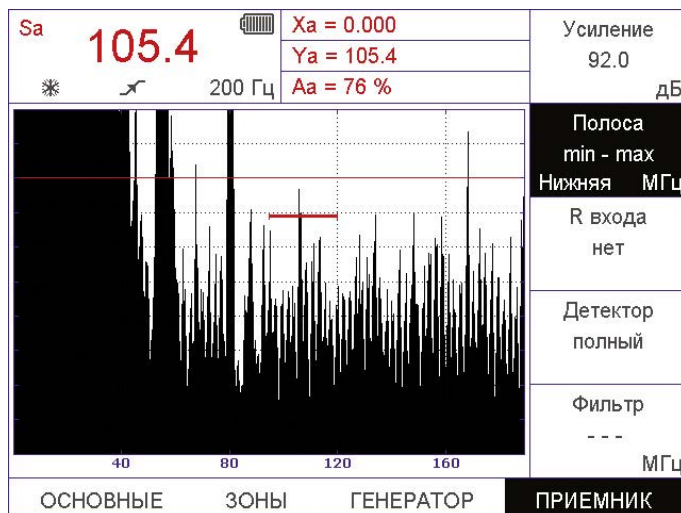 Sa
105.4
200 Гц
Xa = 0.000
Ya = 105.4
Aa = 76 %
Усиление
92.0
дБ
Полоса
min - max
Нижняя МГц
R входа
нет
Детектор
полный
Фильтр
- - -
МГц
40 80 120 160
ОСНОВНЫЕ ЗОНЫ ГЕНЕРАТОР ПРИЕМНИК